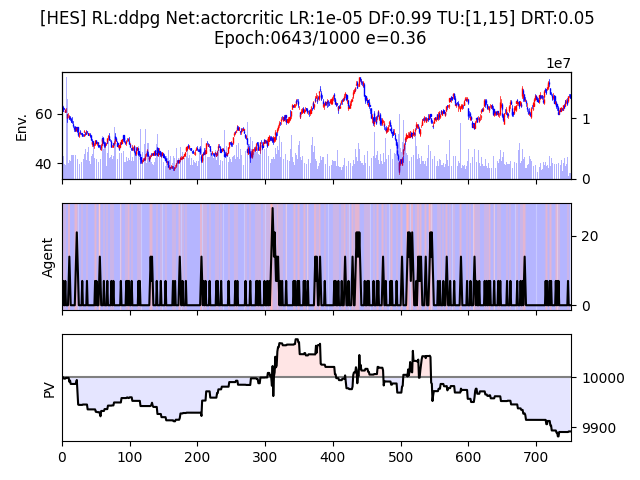 [HES] RL:ddpg Net:actorcritic LR:1e-05 DF:0.99 TU:[1,15] DRT:0.05
Epoch:0643/1000 e=0.36
1e7
Env.
60
40
1
0
Agent
20
0
PV
10000
9900
0 100 200 300 400 500 600 700